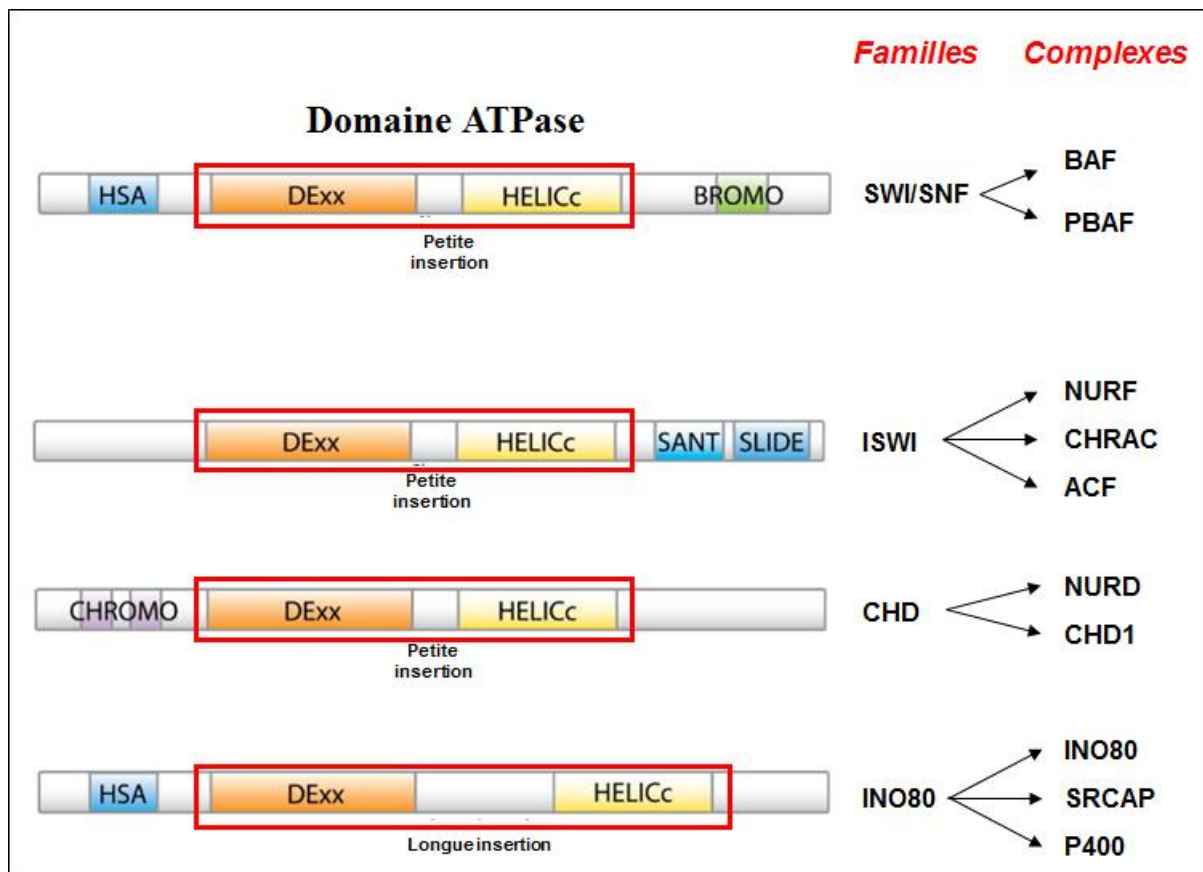 Familles Complexes
Domaine ATPase
BAF
HSA DExx HELICc BROMO SWI/SNF
PBAF
Petite
insertion
NURF
DExx HELICc SANT SLIDE ISWI CHRAC
ACF
Petite
insertion
NURD
CHROMO DExx HELICc CHD
CHD1
Petite
insertion
INO80
HSA DExx HELICc INO80 SRCAP
P400
Longue insertion